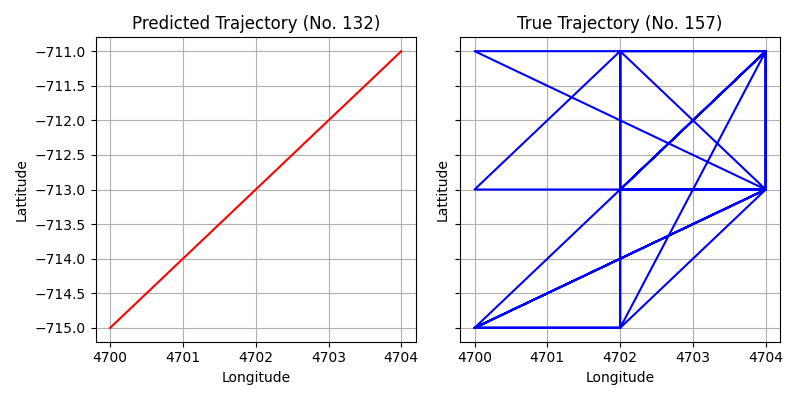 Predicted Trajectory (No. 132)
True Trajectory (No. 157)
Lattitude
−711.0
−711.5
−712.0
−712.5
−713.0
−713.5
−714.0
−714.5
−715.0
4700 4701 4702 4703 4704
Longitude
Lattitude
4700 4701 4702 4703 4704
Longitude